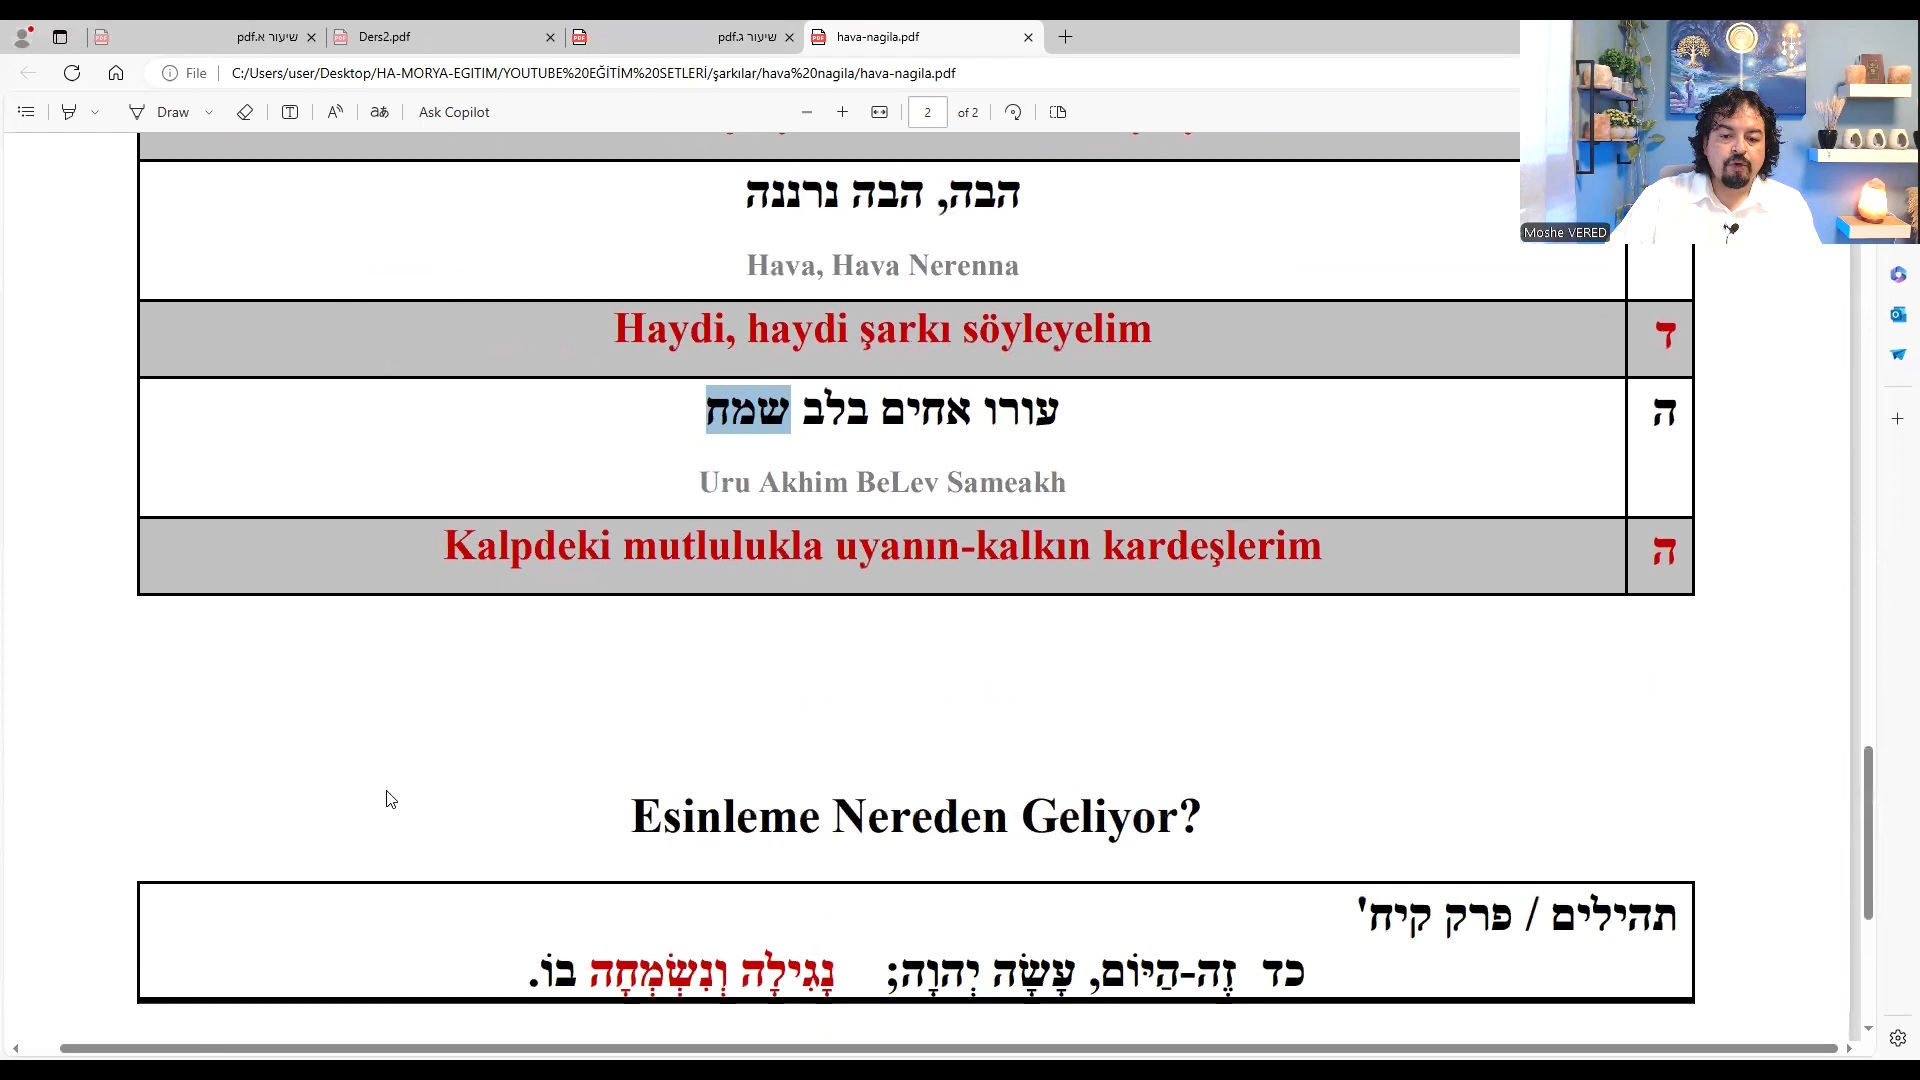 שיעור א.pdf
Ders2.pdf
שיעור ג.pdf
hava-nagila.pdf
File
C:/Users/user/Desktop/HA-MORYA-EGITIM/YOUTUBE%20EĞİTİM%20SETLERİ/şarkılar/hava%20nagila/hava-nagila.pdf
Draw
Ask Copilot
2 of 2
Moshe VERED
הבה, הבה נרננה
Hava, Hava Nerenna
ד
Haydi, haydi şarkı söyleyelim
ה
עורו אחים בלב שמח
Uru Akhim BeLev Sameakh
ה
Kalpdeki mutlulukla uyanın-kalkın kardeşlerim
Esinleme Nereden Geliyor?
תהילים / פרק קיח'
כד זֶה-הַיּוֹם, עָשָׂה יְהוָה; נָגִילָה וְנִשְׂמְחָה בוֹ.